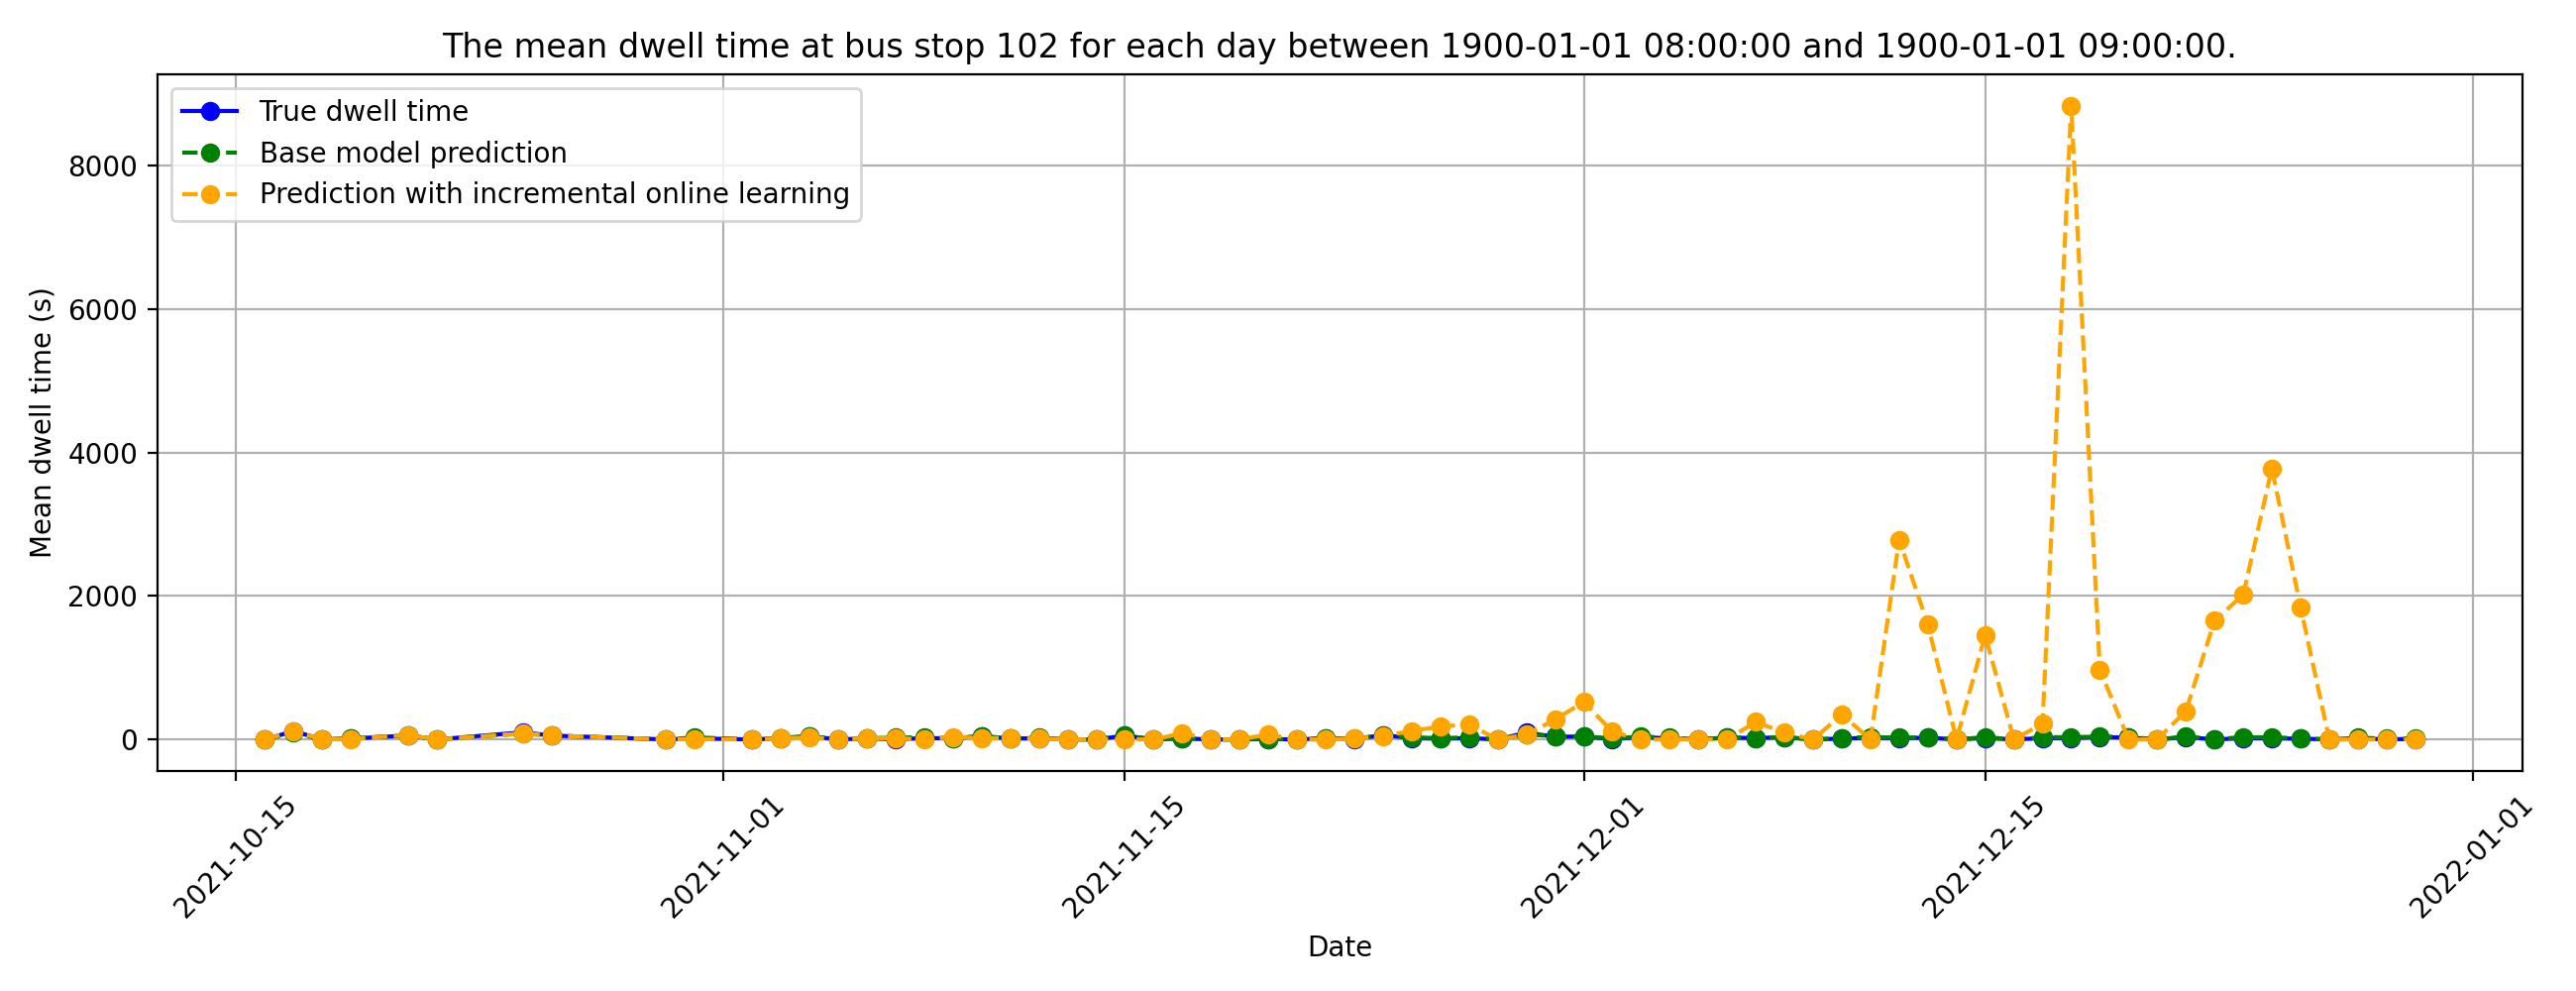 The mean dwell time at bus stop 102 for each day between 1900-01-01 08:00:00 and 1900-01-01 09:00:00.
True dwell time
Base model prediction
Prediction with incremental online learning
Mean dwell time (s)
8000
6000
4000
2000
0
2021-10-15
2021-11-01
2021-11-15
2021-12-01
2021-12-15
2022-01-01
Date